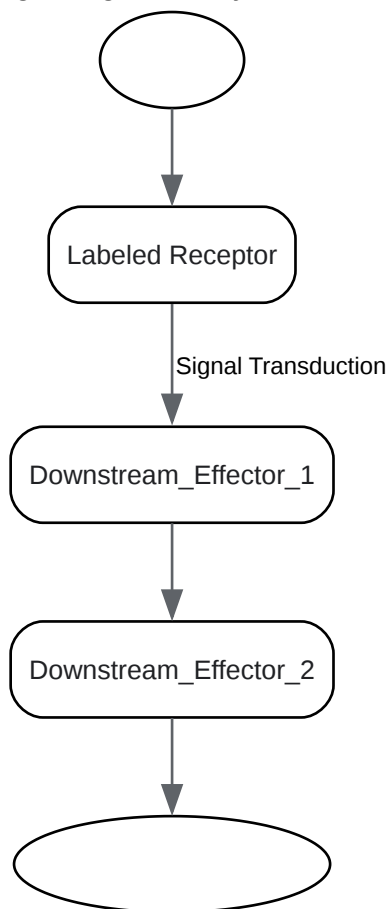 Labeled Receptor
Signal Transduction
Downstream_Effector_1
Downstream_Effector_2